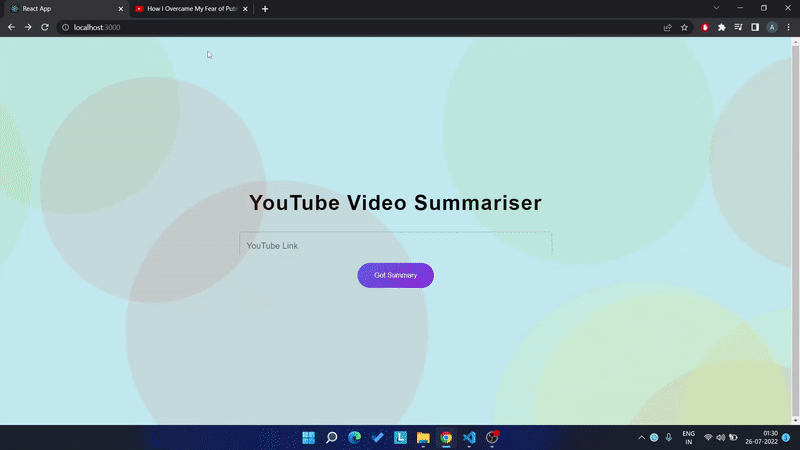 React App
How I Overcame My Fear of Publ
localhost:3000
A
YouTube Video Summariser
YouTube Link
Get Summary
ENG
IN
01:30
26-07-2022